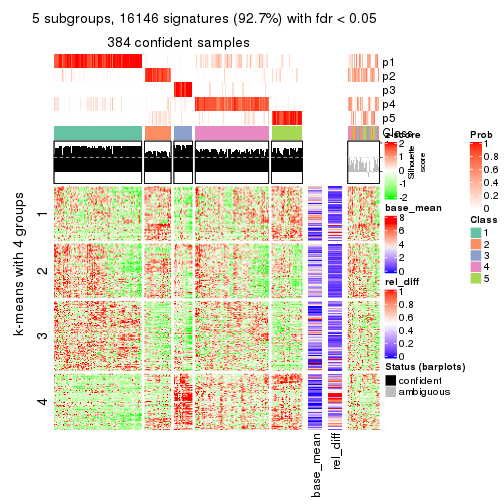 5 subgroups, 16146 signatures (92.7%) with fdr < 0.05
384 confident samples
p1
p2
p3
p4
p5
Class
k-means with 4 groups
1
2
3
4
Silhouette
score
z-score
2
1
0
-1
-2
base_mean
8
6
4
2
0
rel_diff
1
0.8
0.6
0.4
0.2
0
Status (barplots)
confident
ambiguous
Prob
1
0.8
0.6
0.4
0.2
0
Class
1
2
3
4
5
base_mean
rel_diff